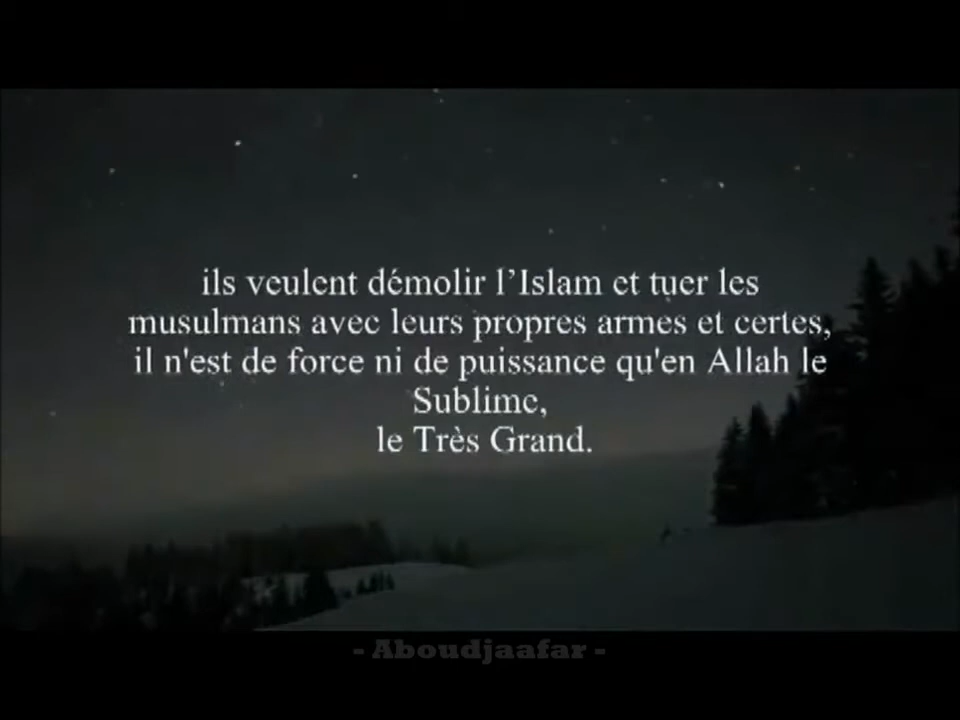 ils veulent démolir l’Islam et tuer les
musulmans avec leurs propres armes et certes,
il n'est de force ni de puissance qu'en Allah le
Sublime,
le Très Grand.
- Aboudjaafar -